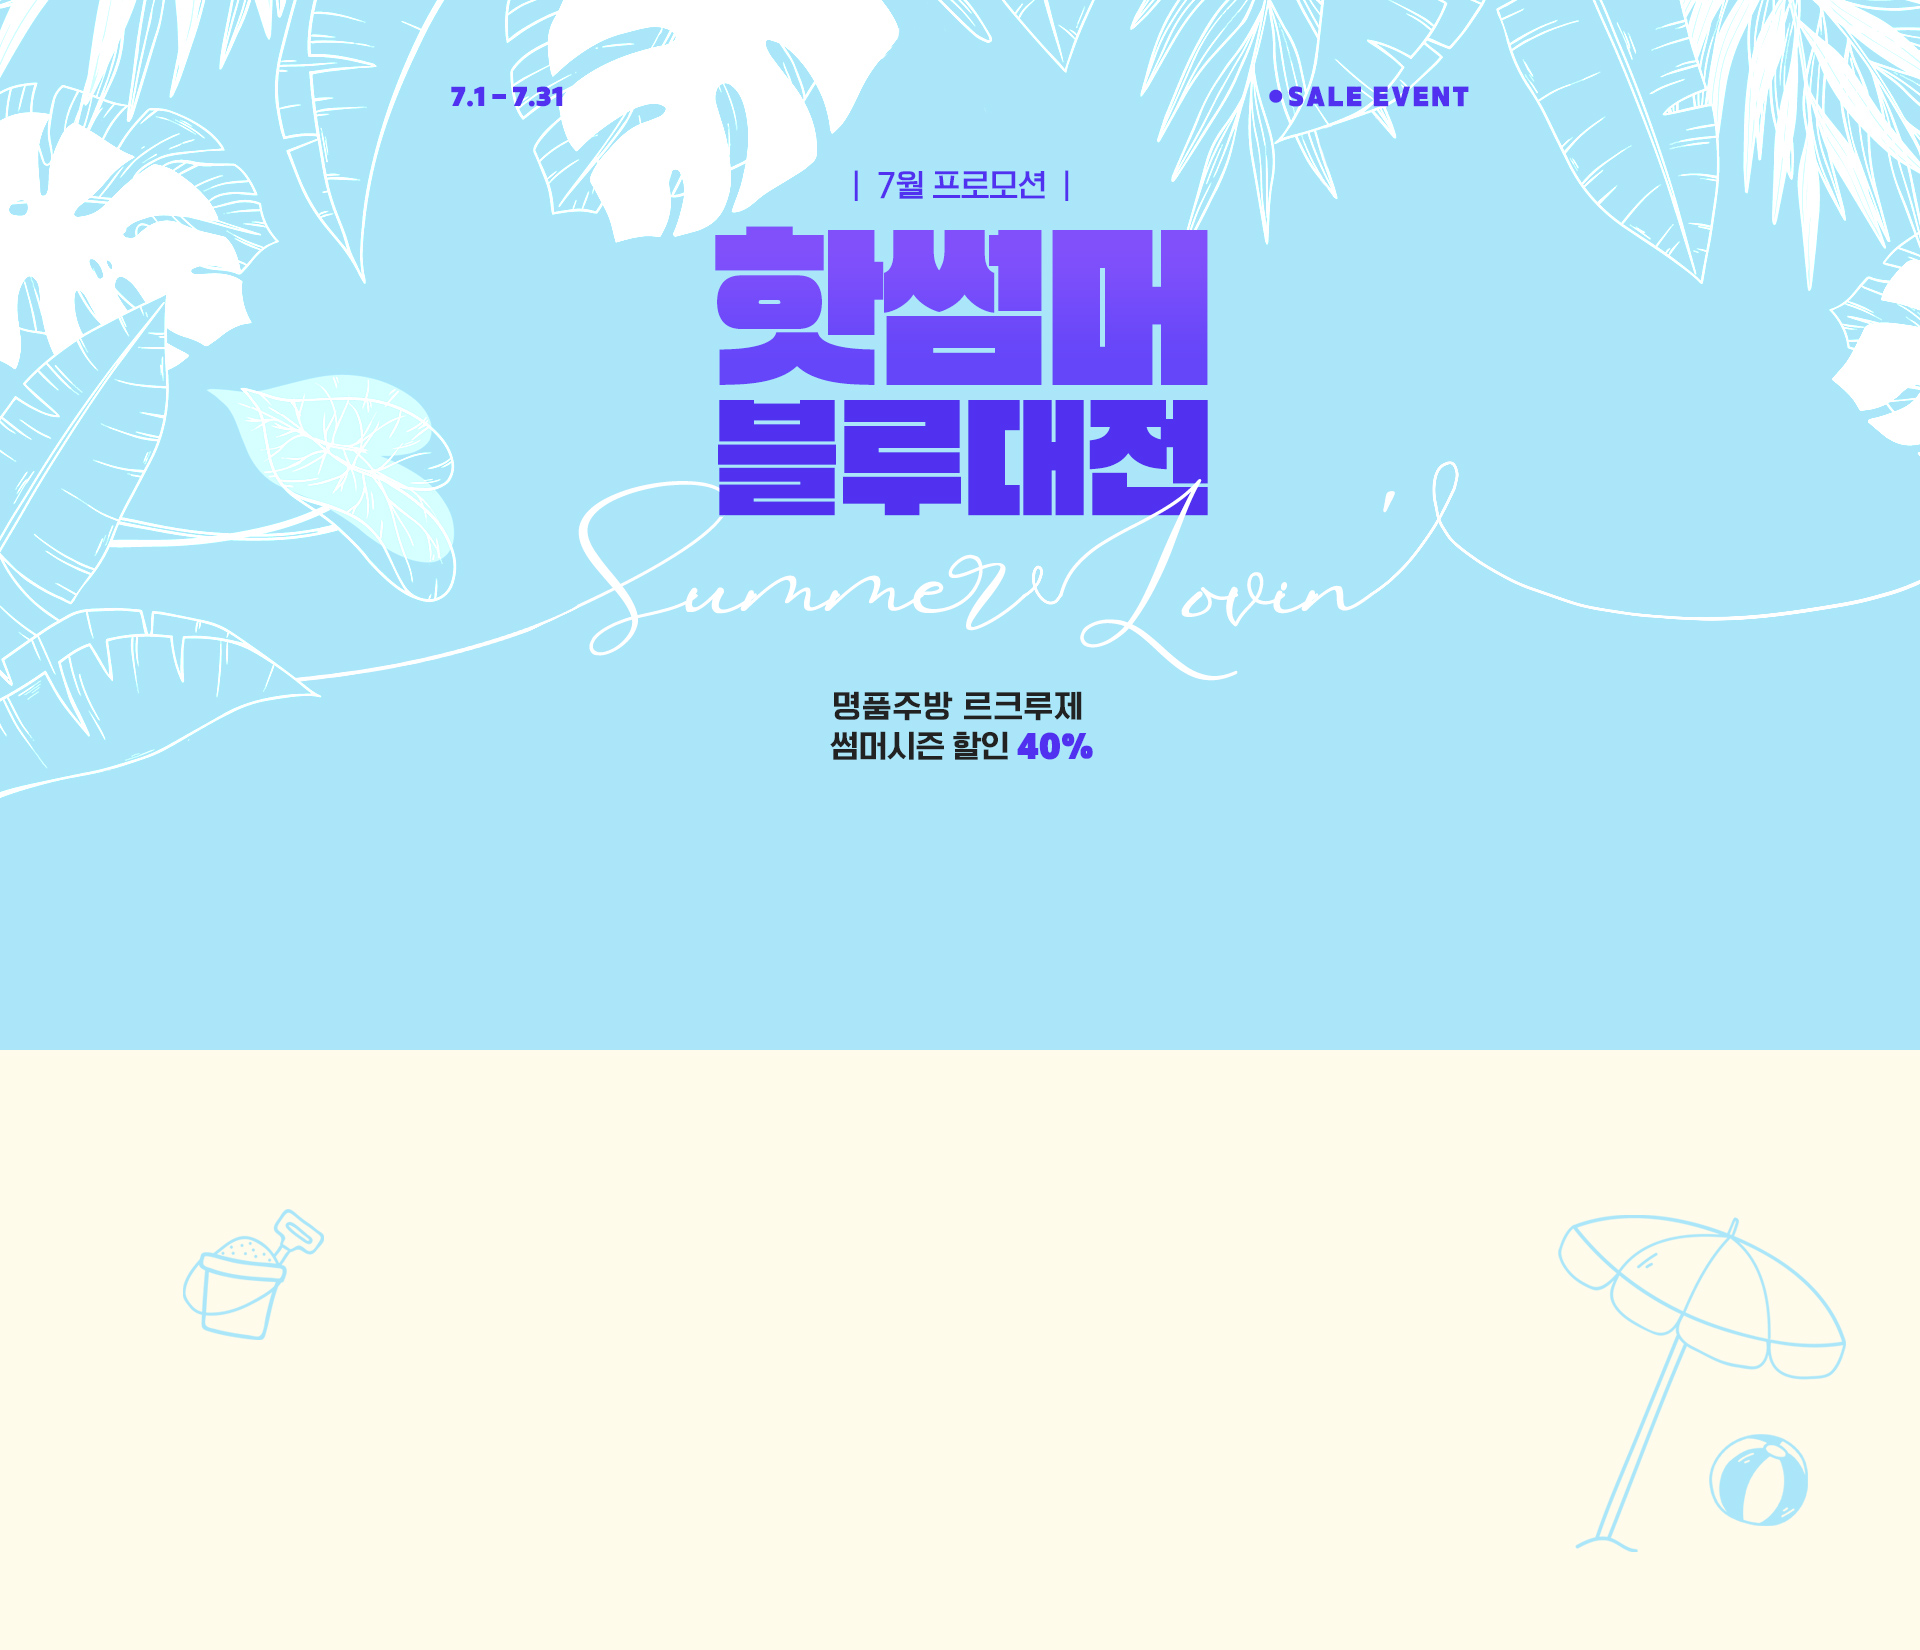 7.1 – 7.31
•SALE EVENT
| 7월 프로모션 |
핫썸머
블루대전
Summer Lovin'
명품주방 르크루제
썸머시즌 할인 40%